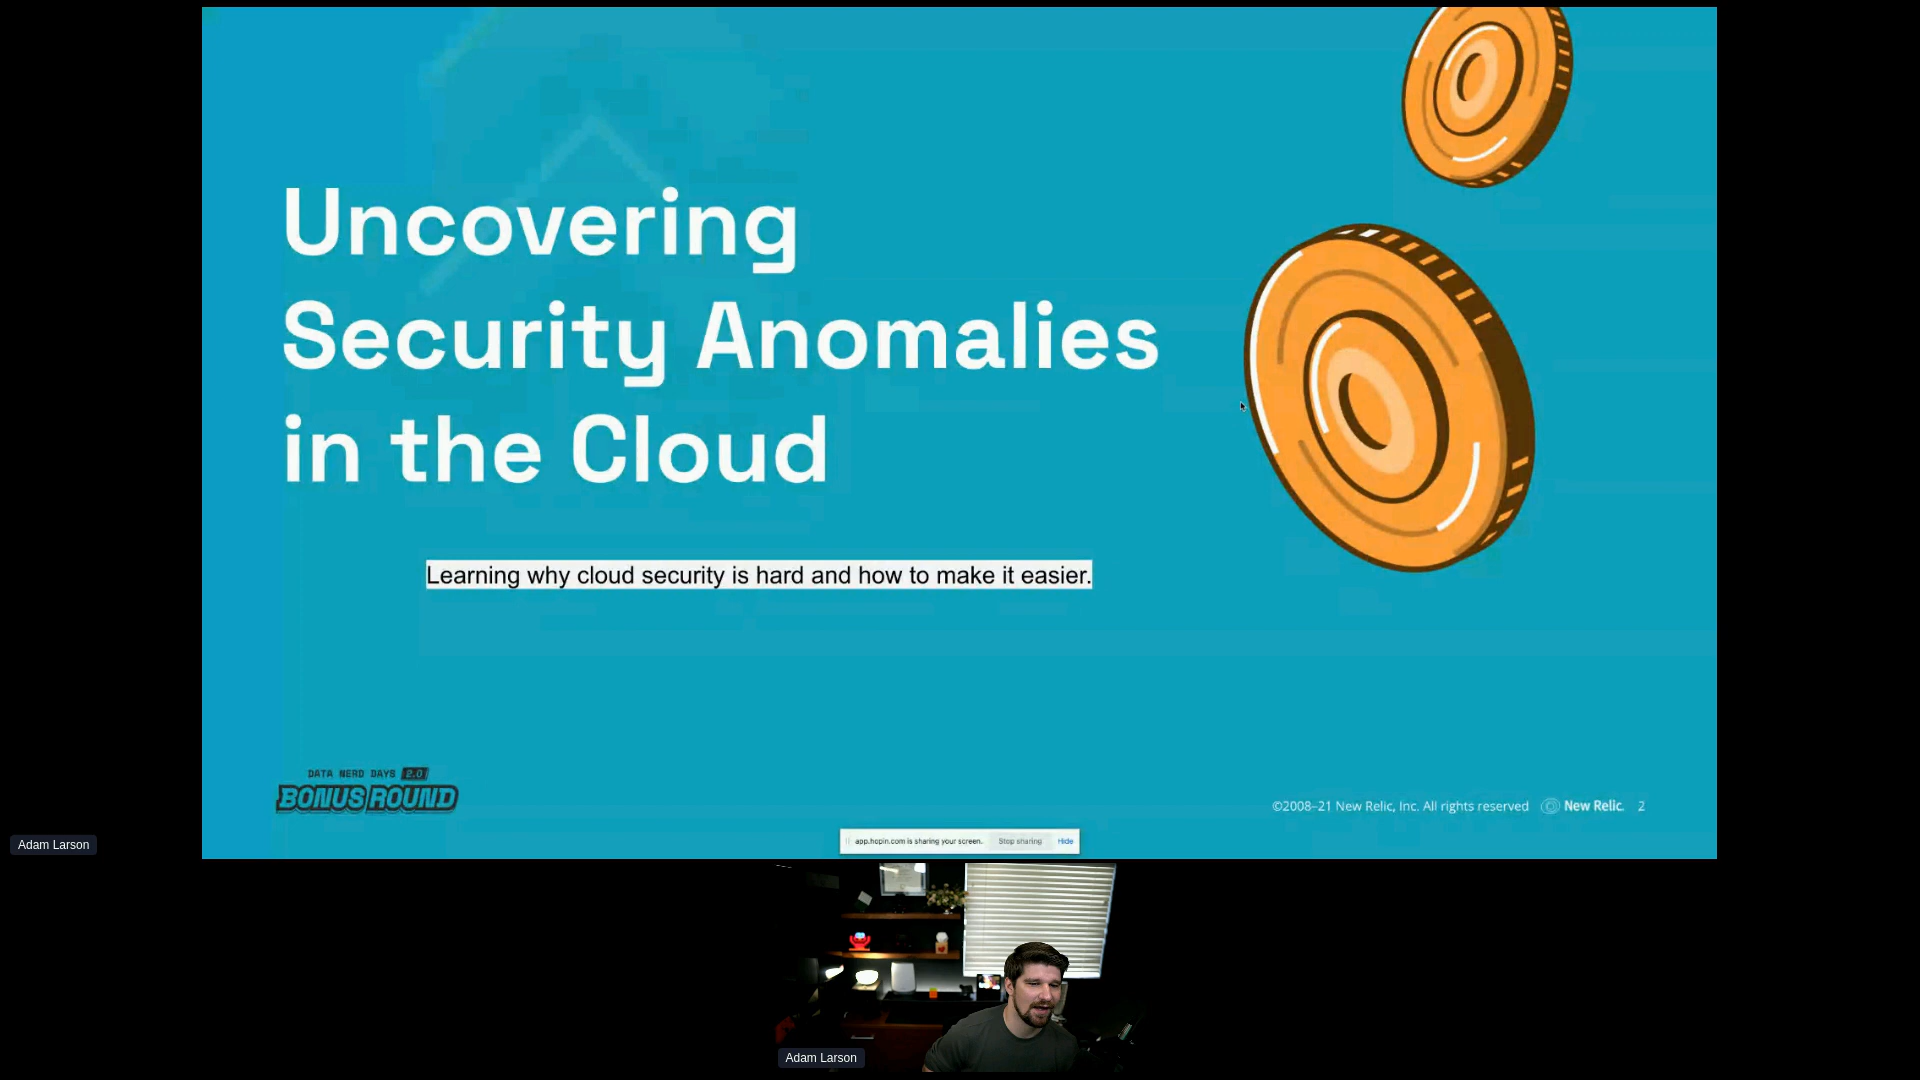 Uncovering
Security Anomalies
in the Cloud
Learning why cloud security is hard and how to make it easier.
DATA NERD DAYS 2.0
BONUS ROUND
©2008–21 New Relic, Inc. All rights reserved New Relic. 2
Adam Larson
app.hopin.com is sharing your screen. Stop sharing Hide
Adam Larson